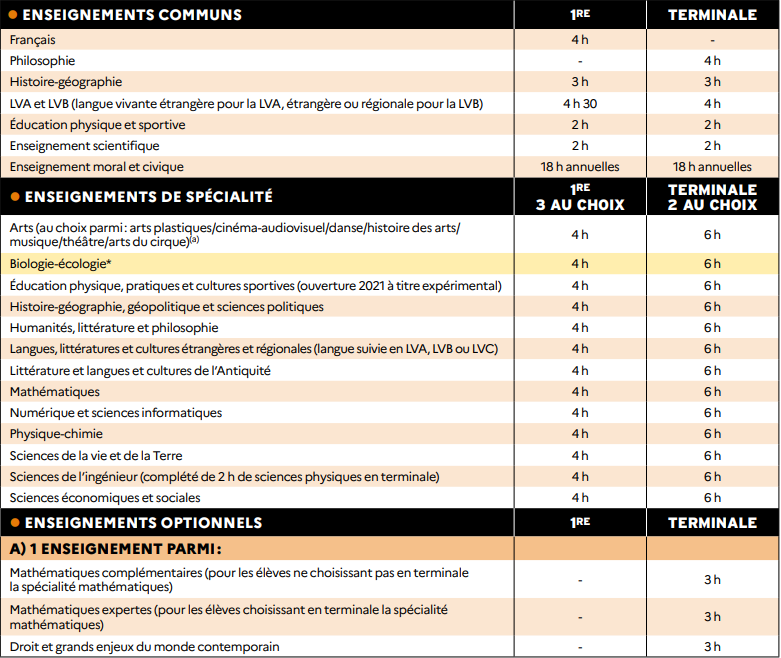 ● ENSEIGNEMENTS COMMUNS 1RE TERMINALE
Français 4 h -
Philosophie - 4 h
Histoire-géographie 3 h 3 h
LVA et LVB (langue vivante étrangère pour la LVA, étrangère ou régionale pour la LVB) 4 h 30 4 h
Éducation physique et sportive 2 h 2 h
Enseignement scientifique 2 h 2 h
Enseignement moral et civique 18 h annuelles 18 h annuelles
● ENSEIGNEMENTS DE SPÉCIALITÉ 1RE 3 AU CHOIX TERMINALE 2 AU CHOIX
Arts (au choix parmi : arts plastiques/cinéma-audiovisuel/danse/histoire des arts/
musique/théâtre/arts du cirque)(a) 4 h 6 h
Biologie-écologie* 4 h 6 h
Éducation physique, pratiques et cultures sportives (ouverture 2021 à titre expérimental) 4 h 6 h
Histoire-géographie, géopolitique et sciences politiques 4 h 6 h
Humanités, littérature et philosophie 4 h 6 h
Langues, littératures et cultures étrangères et régionales (langue suivie en LVA, LVB ou LVC) 4 h 6 h
Littérature et langues et cultures de l'Antiquité 4 h 6 h
Mathématiques 4 h 6 h
Numérique et sciences informatiques 4 h 6 h
Physique-chimie 4 h 6 h
Sciences de la vie et de la Terre 4 h 6 h
Sciences de l'ingénieur (complété de 2 h de sciences physiques en terminale) 4 h 6 h
Sciences économiques et sociales 4 h 6 h
● ENSEIGNEMENTS OPTIONNELS 1RE TERMINALE
A) 1 ENSEIGNEMENT PARMI :
Mathématiques complémentaires (pour les élèves ne choisissant pas en terminale
la spécialité mathématiques) - 3 h
Mathématiques expertes (pour les élèves choisissant en terminale la spécialité
mathématiques) - 3 h
Droit et grands enjeux du monde contemporain - 3 h